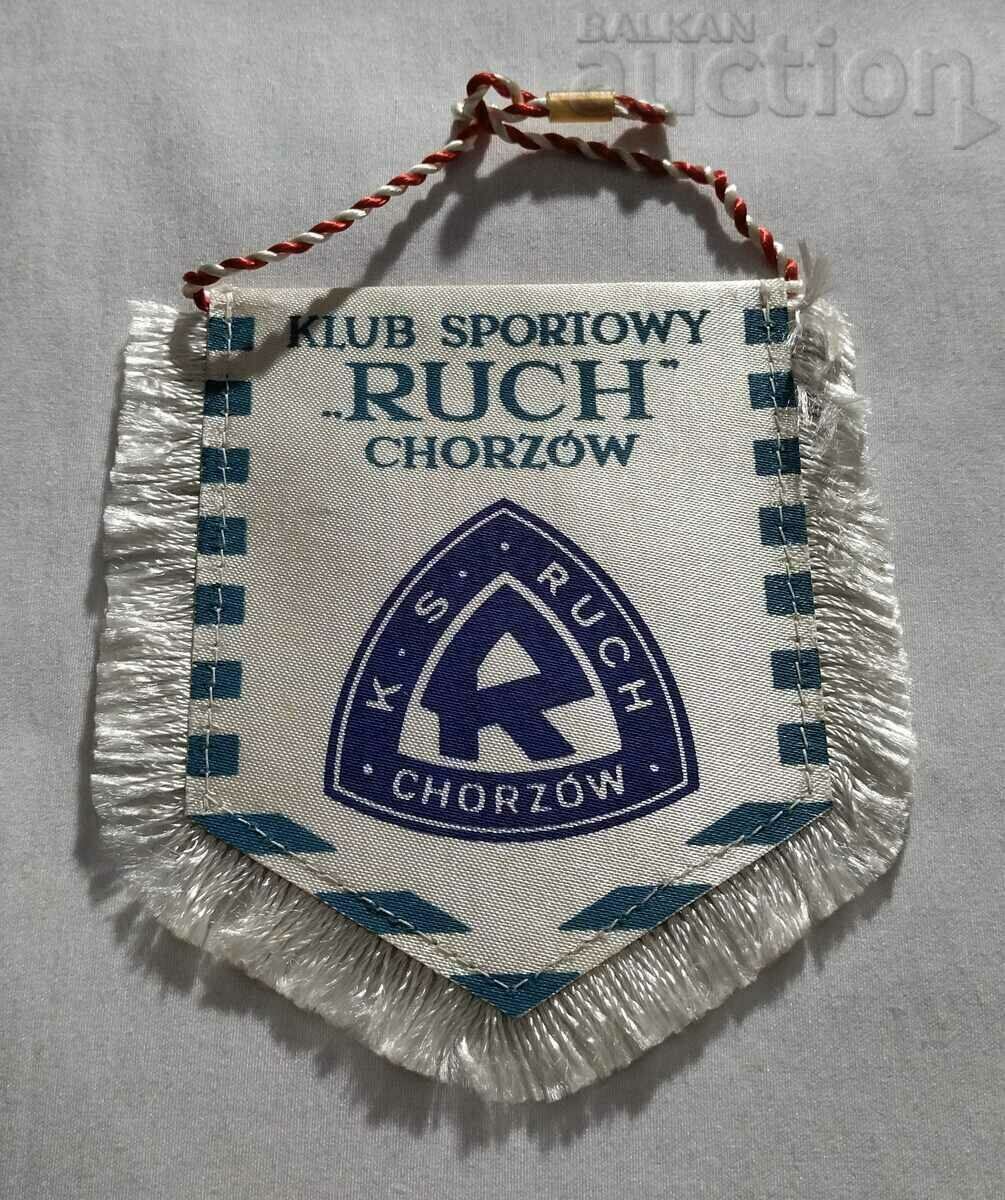 BALKAN
auction
KLUB SPORTOWY
„RUCH”
CHORZÓW
K·S·RUCH
R
·CHORZÓW·